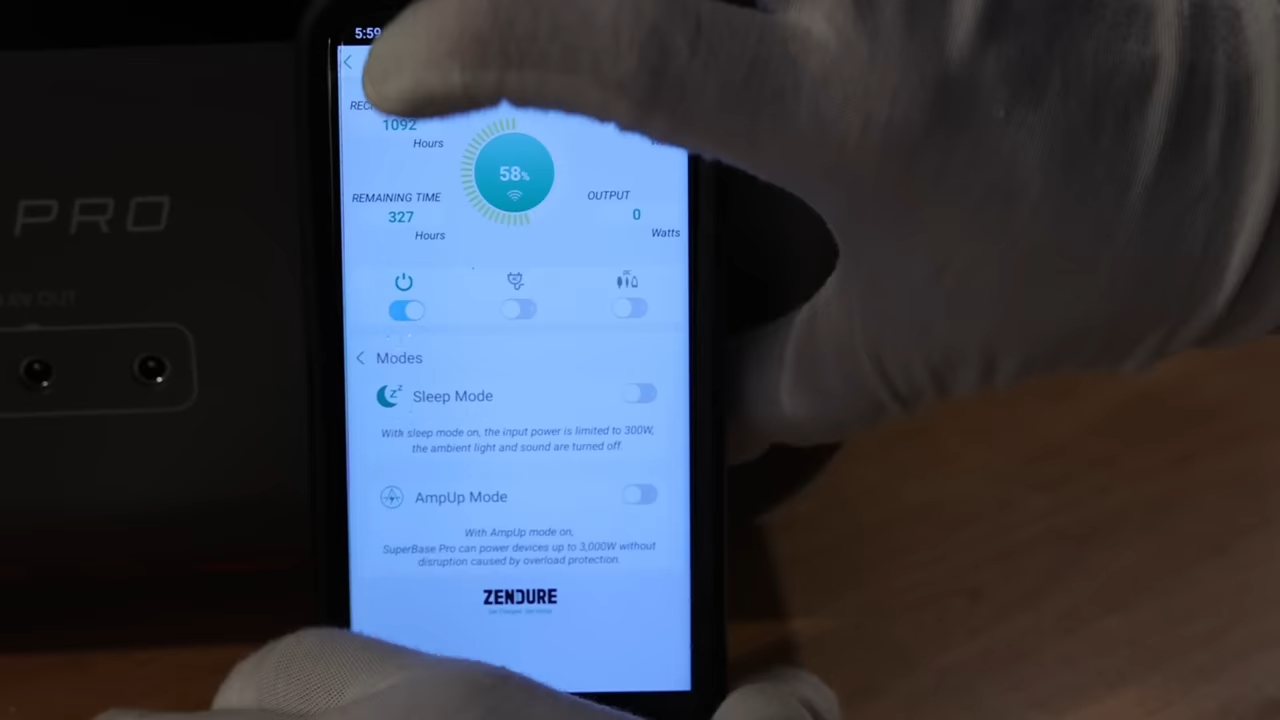 5:59
1092
Hours
58%
REMAINING TIME
327
Hours
OUTPUT
0
Watts
Modes
Sleep Mode
With sleep mode on, the input power is limited to 300W,
the ambient light and sound are turned off.
AmpUp Mode
With AmpUp mode on,
SuperBase Pro can power devices up to 3,000W without
disruption caused by overload protection.
ZENDURE
PRO